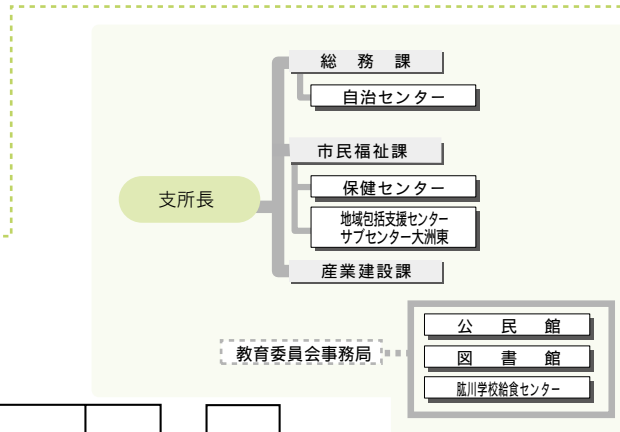 総務課
自治センター
市民福祉課
支所長
保健センター
地域包括支援センター
サブセンター大洲東
産業建設課
教育委員会事務局
公民館
図書館
肱川学校給食センター